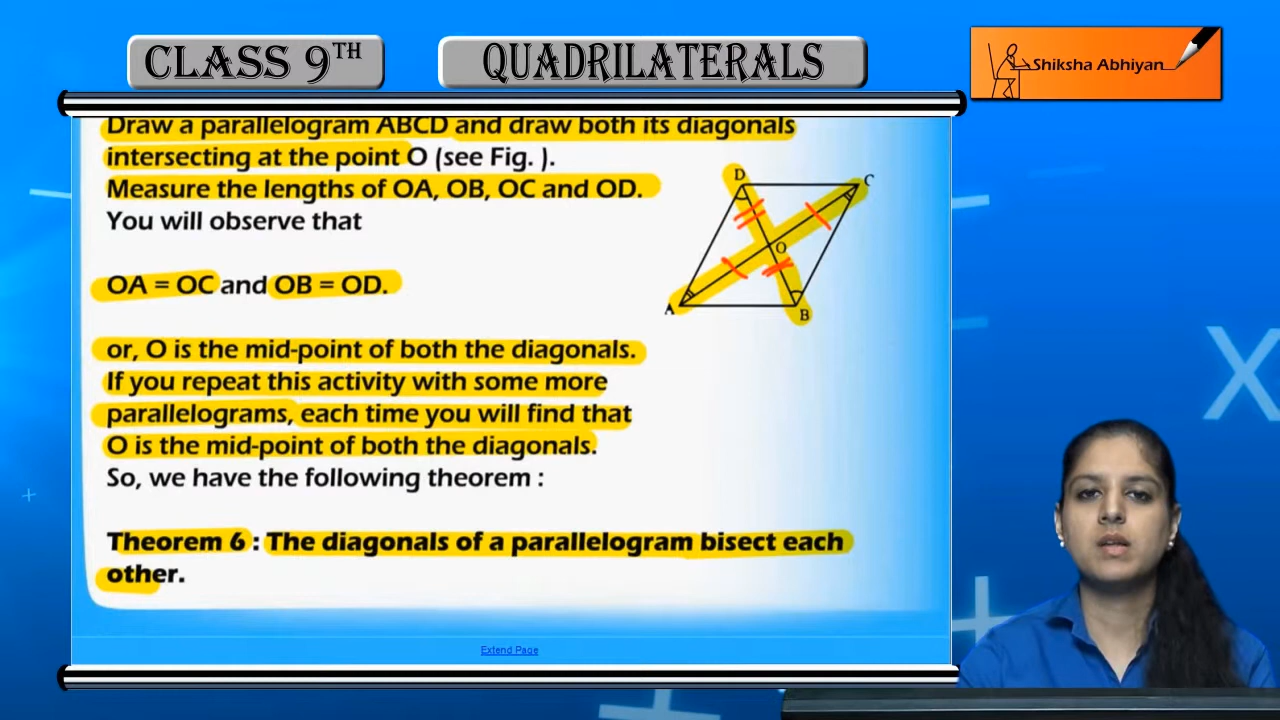 CLASS 9TH
QUADRILATERALS
Shiksha Abhiyan
Draw a parallelogram ABCD and draw both its diagonals
intersecting at the point O (see Fig. ).
Measure the lengths of OA, OB, OC and OD.
You will observe that
OA = OC and OB = OD.
or, O is the mid-point of both the diagonals.
If you repeat this activity with some more
parallelograms, each time you will find that
O is the mid-point of both the diagonals.
So, we have the following theorem :
Theorem 6 : The diagonals of a parallelogram bisect each
other.
D
C
O
A
B
Extend Page